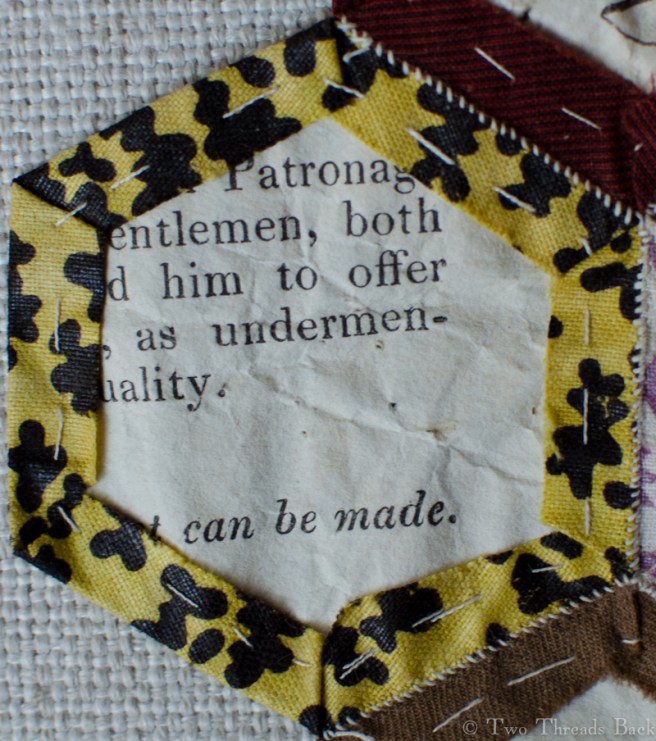 Patronag
entlemen, both
d him to offer
, as undermen-
uality.
t can be made.
© Two Threads Back